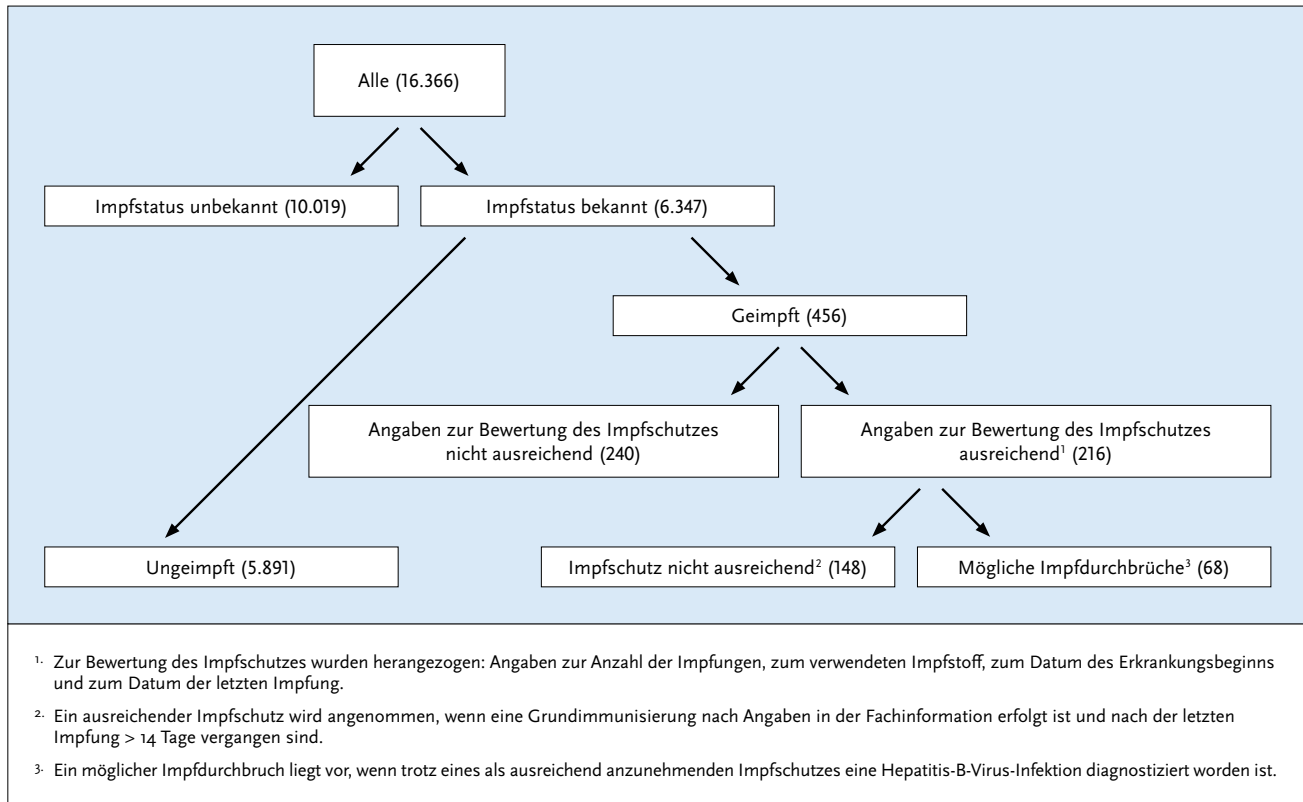 Alle (16.366)
Impfstatus unbekannt (10.019)
Impfstatus bekannt (6.347)
Geimpft (456)
Angaben zur Bewertung des Impfschutzes
nicht ausreichend (240)
Angaben zur Bewertung des Impfschutzes
ausreichend¹ (216)
Ungeimpft (5.891)
Impfschutz nicht ausreichend² (148)
Mögliche Impfdurchbrüche³ (68)
1. Zur Bewertung des Impfschutzes wurden herangezogen: Angaben zur Anzahl der Impfungen, zum verwendeten Impfstoff, zum Datum des Erkrankungsbeginns
und zum Datum der letzten Impfung.
2. Ein ausreichender Impfschutz wird angenommen, wenn eine Grundimmunisierung nach Angaben in der Fachinformation erfolgt ist und nach der letzten
Impfung > 14 Tage vergangen sind.
3. Ein möglicher Impfdurchbruch liegt vor, wenn trotz eines als ausreichend anzunehmenden Impfschutzes eine Hepatitis-B-Virus-Infektion diagnostiziert worden ist.